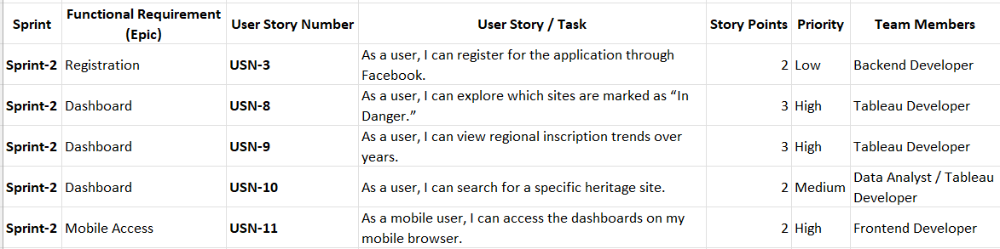 Sprint Functional Requirement (Epic) User Story Number User Story / Task Story Points Priority Team Members
Sprint-2 Registration USN-3 As a user, I can register for the application through Facebook. 2 Low Backend Developer
Sprint-2 Dashboard USN-8 As a user, I can explore which sites are marked as “In Danger.” 3 High Tableau Developer
Sprint-2 Dashboard USN-9 As a user, I can view regional inscription trends over years. 3 High Tableau Developer
Sprint-2 Dashboard USN-10 As a user, I can search for a specific heritage site. 2 Medium Data Analyst / Tableau Developer
Sprint-2 Mobile Access USN-11 As a mobile user, I can access the dashboards on my mobile browser. 2 High Frontend Developer